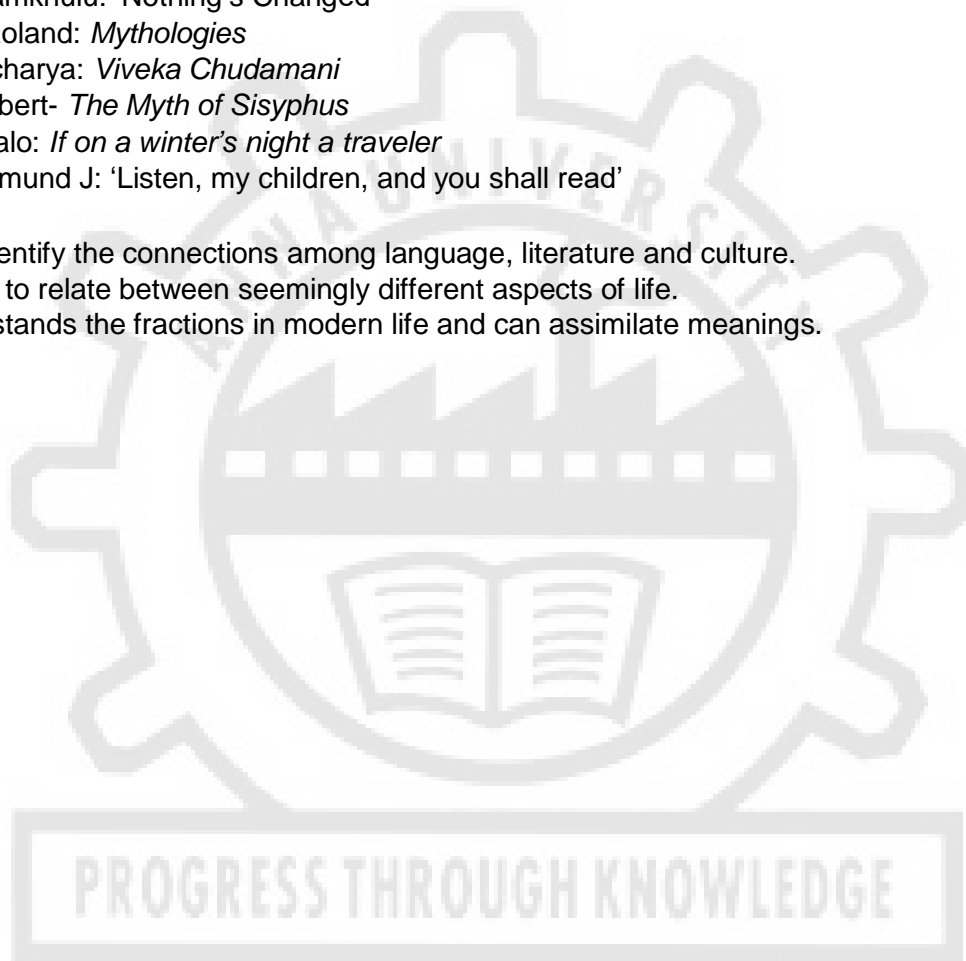 amkhulu: ‘Nothing’s Changed’
oland: Mythologies
charya: Viveka Chudamani
bert- The Myth of Sisyphus
alo: If on a winter’s night a traveler
mund J: ‘Listen, my children, and you shall read’
entify the connections among language, literature and culture.
to relate between seemingly different aspects of life.
stands the fractions in modern life and can assimilate meanings.
ANNA UNIVERSITY
PROGRESS THROUGH KNOWLEDGE